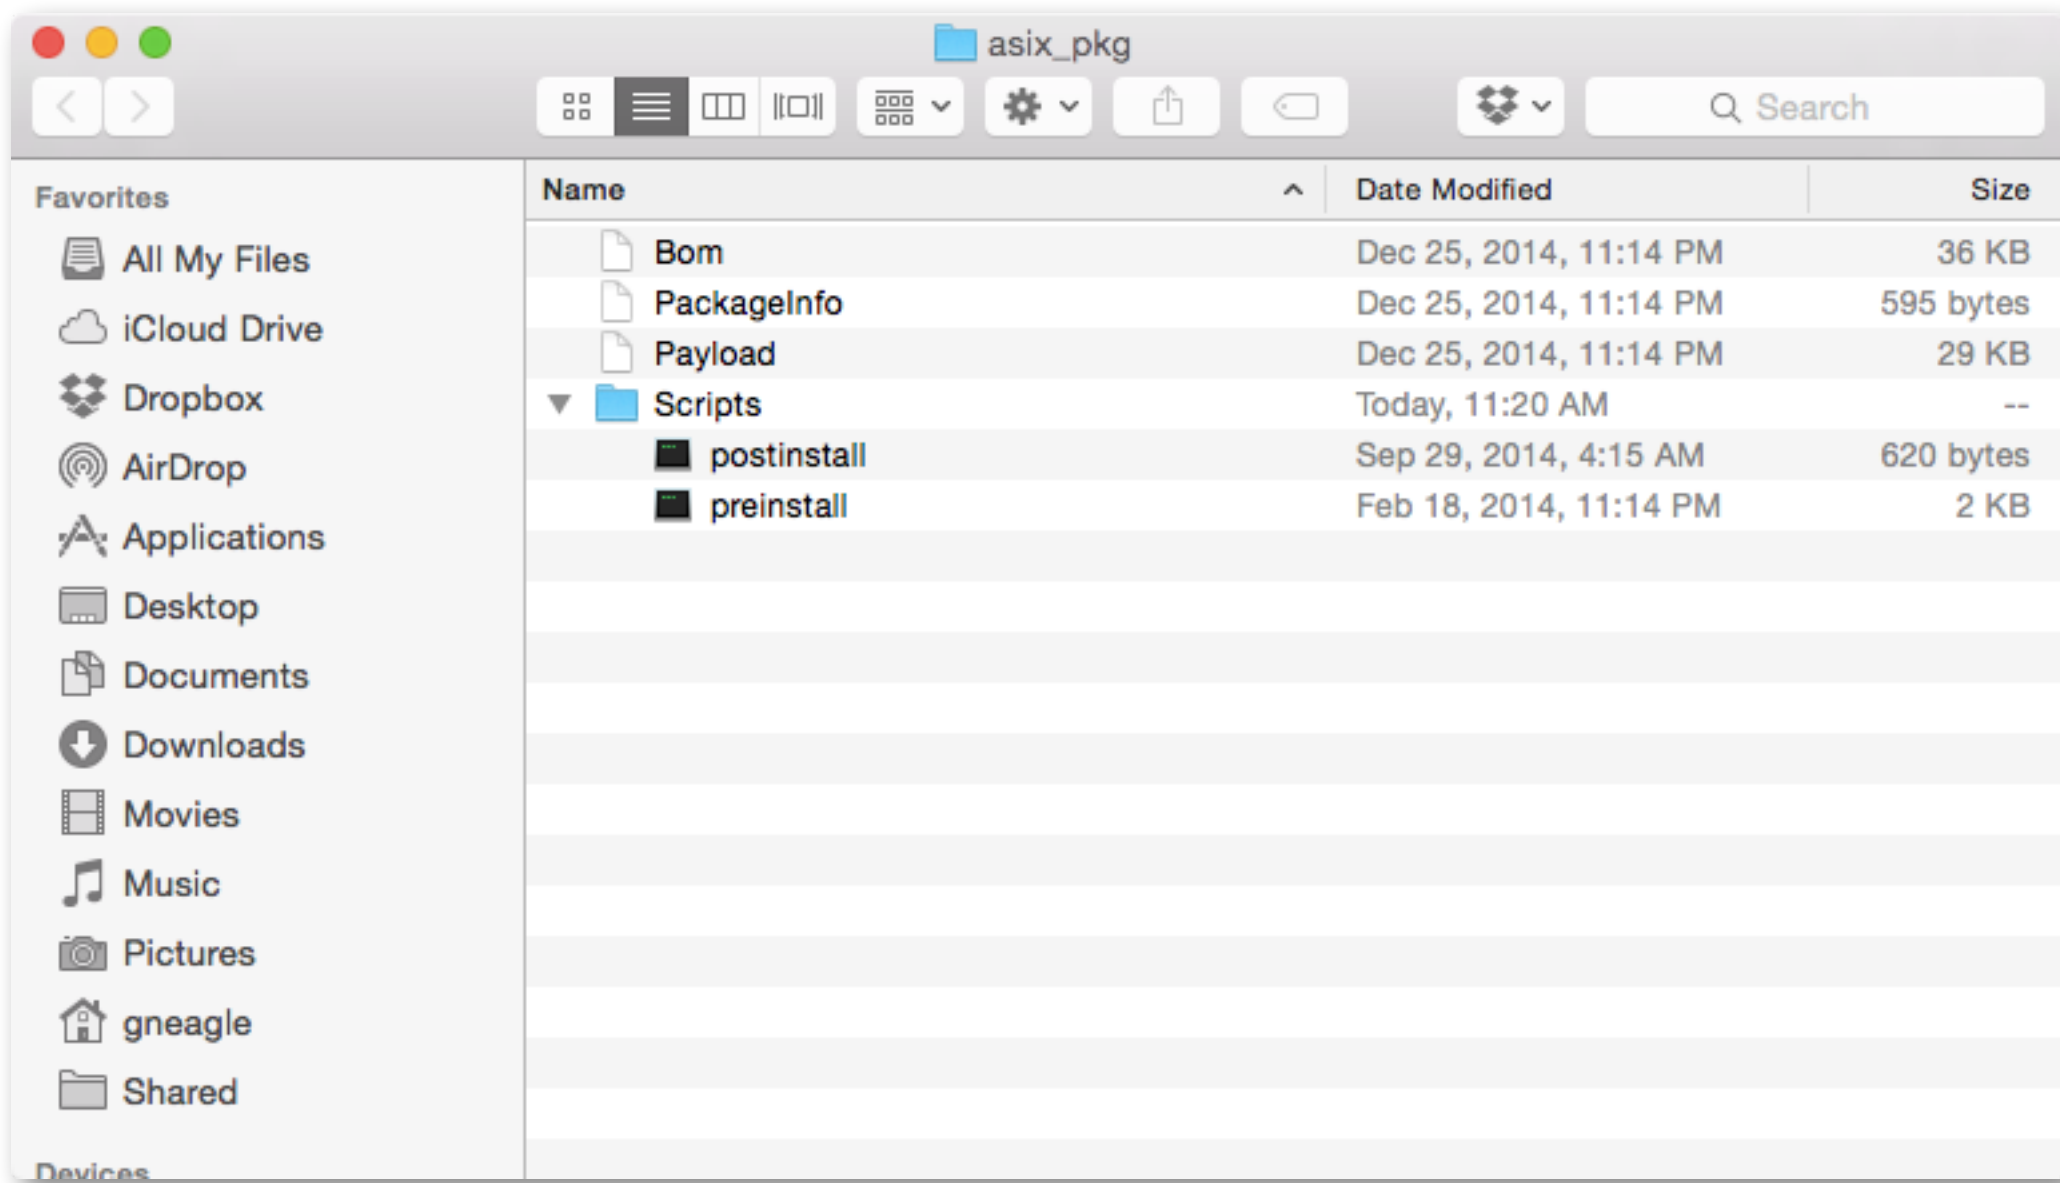 asix_pkg
Search
Favorites
All My Files
iCloud Drive
Dropbox
AirDrop
Applications
Desktop
Documents
Downloads
Movies
Music
Pictures
gneagle
Shared
Devices
Name Date Modified Size
Bom Dec 25, 2014, 11:14 PM 36 KB
PackageInfo Dec 25, 2014, 11:14 PM 595 bytes
Payload Dec 25, 2014, 11:14 PM 29 KB
Scripts Today, 11:20 AM --
postinstall Sep 29, 2014, 4:15 AM 620 bytes
preinstall Feb 18, 2014, 11:14 PM 2 KB